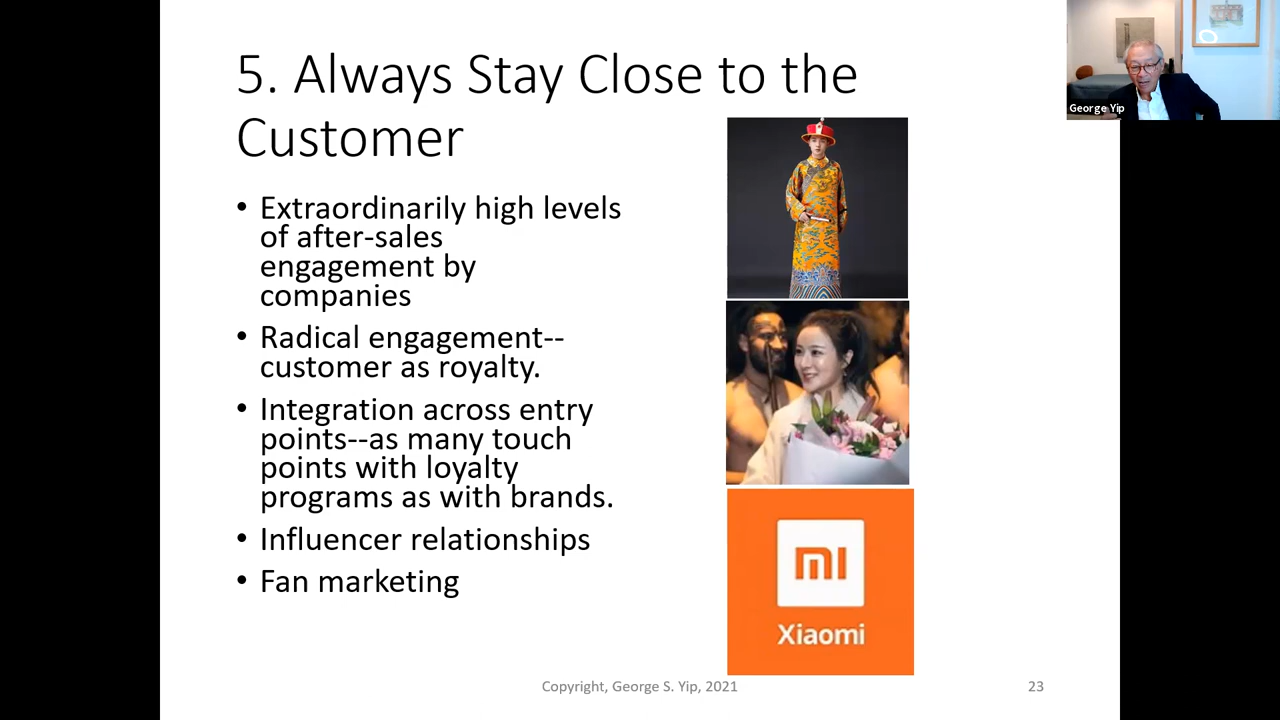 5. Always Stay Close to the
Customer
• Extraordinarily high levels
of after-sales
engagement by
companies
• Radical engagement--
customer as royalty.
• Integration across entry
points--as many touch
points with loyalty
programs as with brands.
• Influencer relationships
• Fan marketing
George Yip
mi
Xiaomi
Copyright, George S. Yip, 2021
23